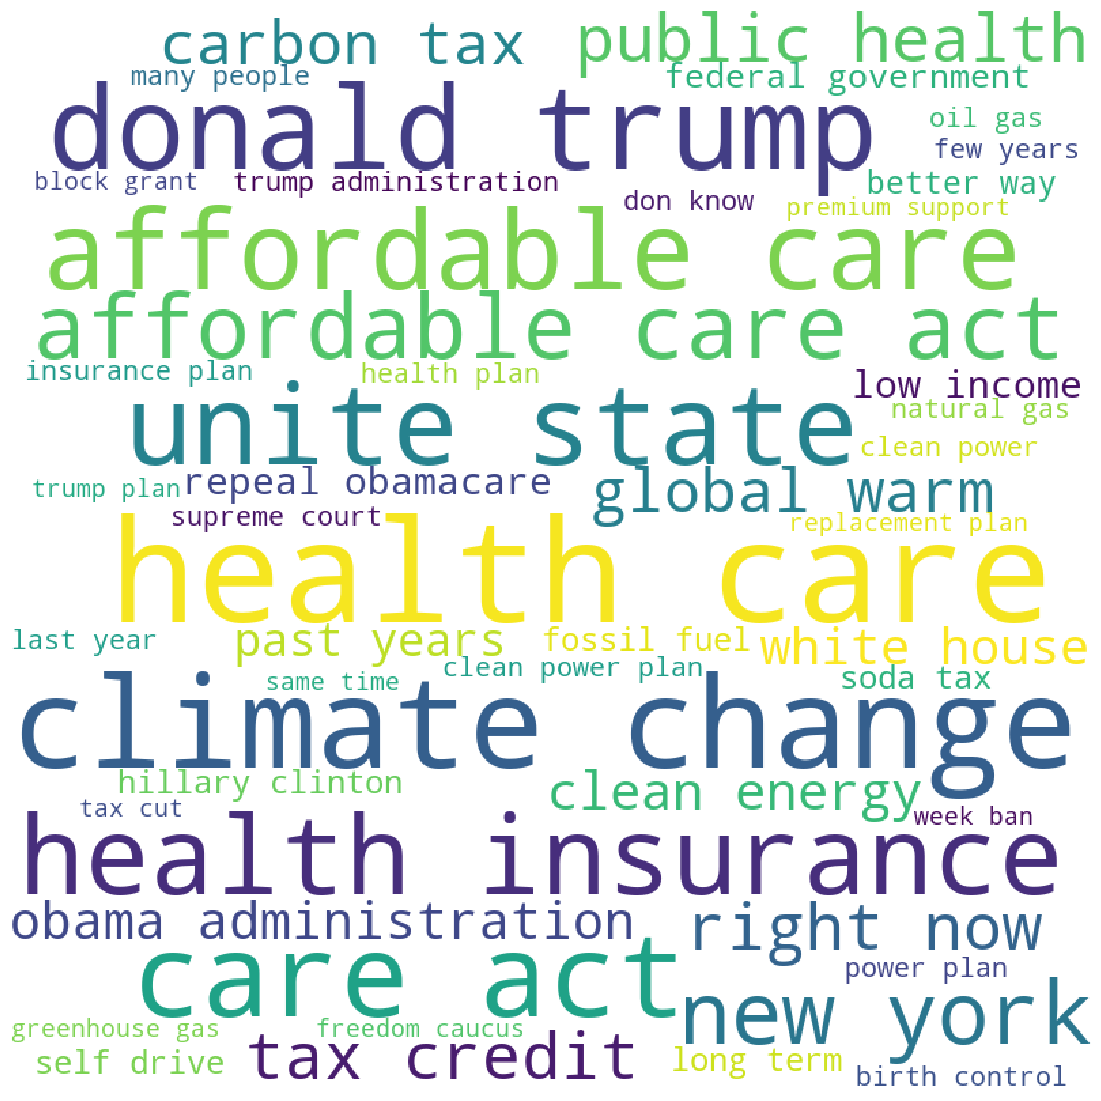 carbon tax
public health
many people
federal government
donald trump
oil gas
few years
block grant
trump administration
better way
don know
premium support
affordable care
affordable care act
insurance plan
health plan
low income
unite state
natural gas
clean power
repeal obamacare
trump plan
global warm
supreme court
replacement plan
health care
last year
past years
fossil fuel
white house
clean power plan
same time
soda tax
climate change
hillary clinton
clean energy
tax cut
week ban
health insurance
obama administration
right now
care act
power plan
new york
greenhouse gas
freedom caucus
self drive
tax credit
long term
birth control